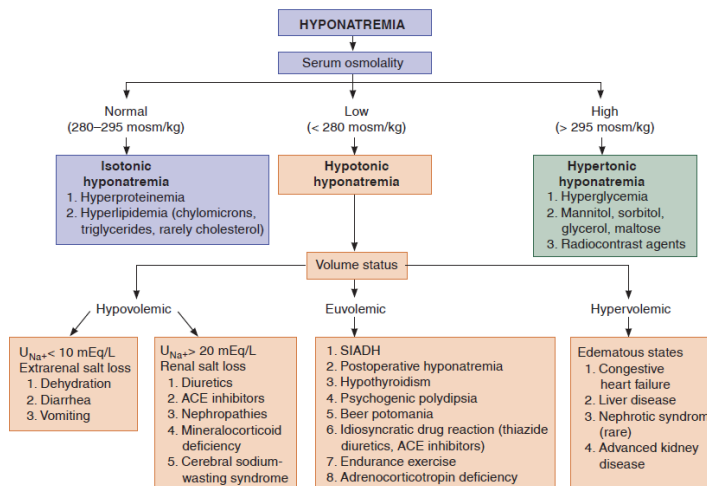 HYPONATREMIA
Serum osmolality
Normal
(280–295 mosm/kg)
Low
(< 280 mosm/kg)
High
(> 295 mosm/kg)
Isotonic
hyponatremia
1. Hyperproteinemia
2. Hyperlipidemia (chylomicrons,
triglycerides, rarely cholesterol)
Hypotonic
hyponatremia
Hypertonic
hyponatremia
1. Hyperglycemia
2. Mannitol, sorbitol,
glycerol, maltose
3. Radiocontrast agents
Volume status
Hypovolemic
Euvolemic
Hypervolemic
UNa+< 10 mEq/L
Extrarenal salt loss
1. Dehydration
2. Diarrhea
3. Vomiting
UNa+> 20 mEq/L
Renal salt loss
1. Diuretics
2. ACE inhibitors
3. Nephropathies
4. Mineralocorticoid
deficiency
5. Cerebral sodium-
wasting syndrome
1. SIADH
2. Postoperative hyponatremia
3. Hypothyroidism
4. Psychogenic polydipsia
5. Beer potomania
6. Idiosyncratic drug reaction (thiazide
diuretics, ACE inhibitors)
7. Endurance exercise
8. Adrenocorticotropin deficiency
Edematous states
1. Congestive
heart failure
2. Liver disease
3. Nephrotic syndrome
(rare)
4. Advanced kidney
disease